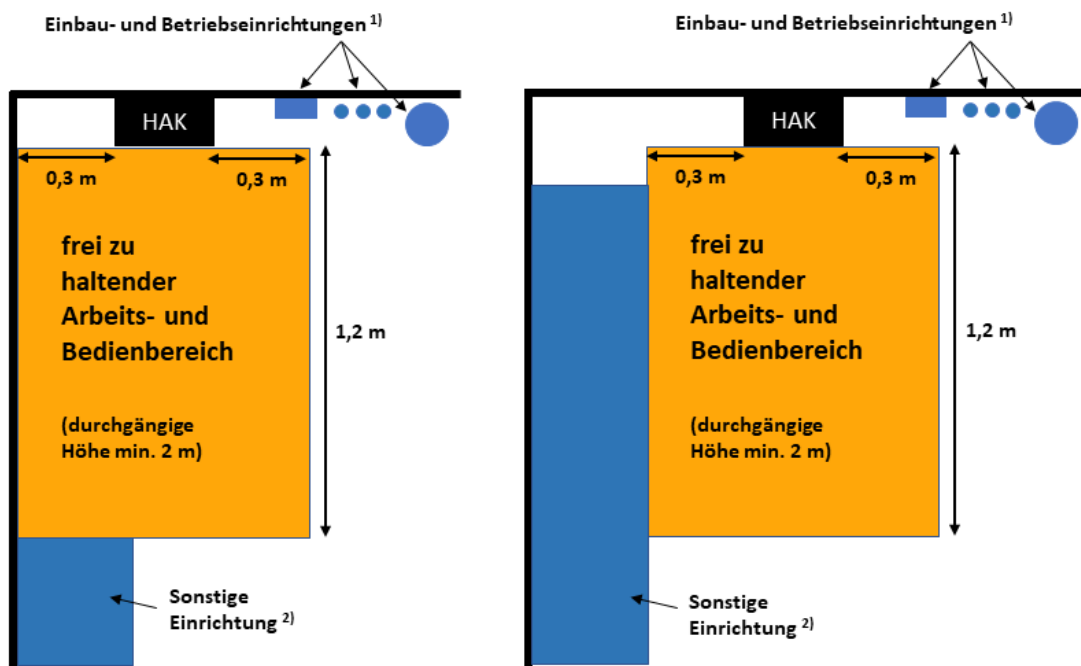 Einbau- und Betriebseinrichtungen 1)
HAK
0,3 m
0,3 m
frei zu
haltender
Arbeits- und
Bedienbereich
(durchgängige
Höhe min. 2 m)
1,2 m
Sonstige
Einrichtung 2)
Einbau- und Betriebseinrichtungen 1)
HAK
0,3 m
0,3 m
frei zu
haltender
Arbeits- und
Bedienbereich
(durchgängige
Höhe min. 2 m)
1,2 m
Sonstige
Einrichtung 2)